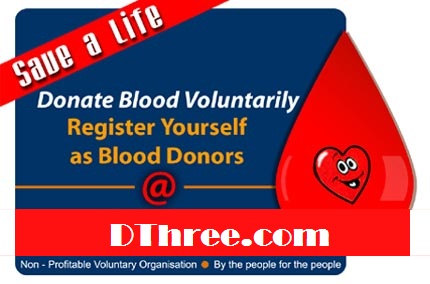 Save a Life
Donate Blood Voluntarily
Register Yourself
as Blood Donors
@
DThree.com
Non - Profitable Voluntary Organisation ● By the people for the people